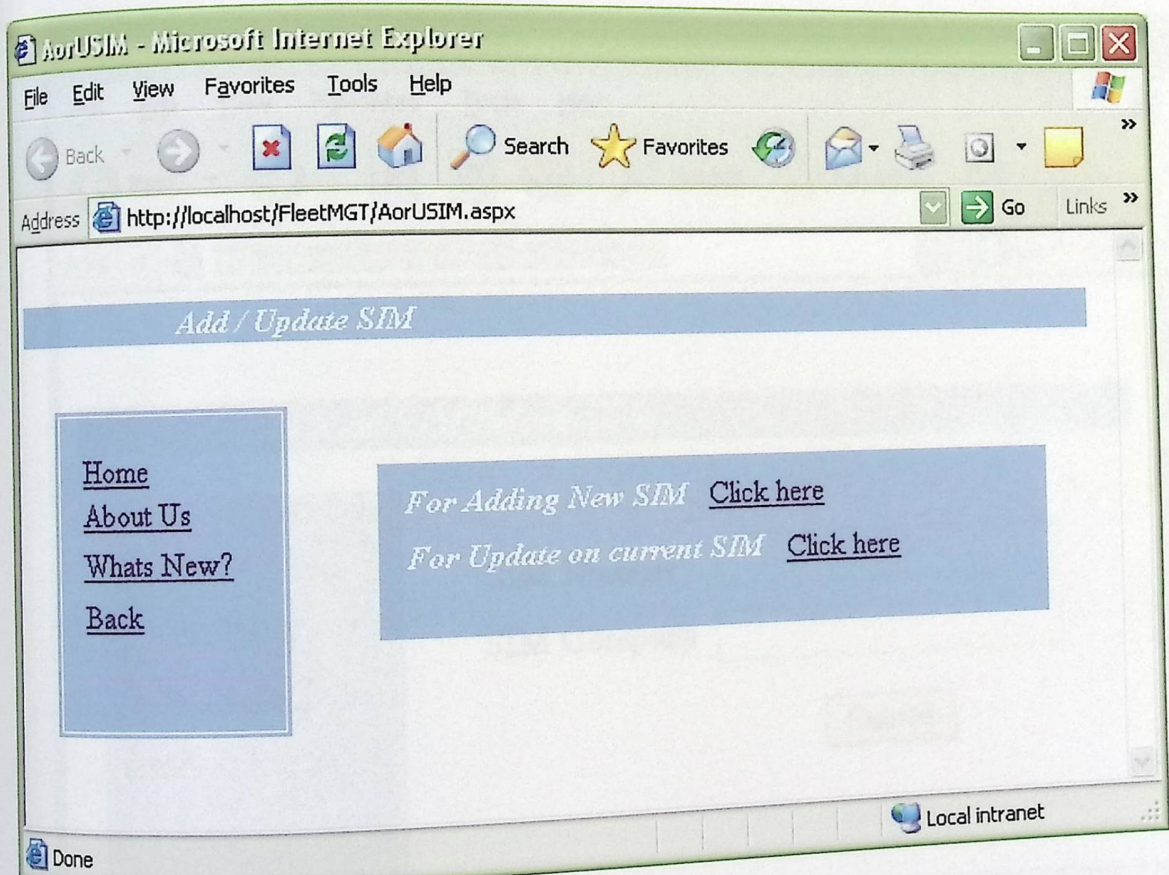 AorUSIM - Microsoft Internet Explorer
File Edit View Favorites Tools Help
Back Search Favorites »
Address http://localhost/FleetMGT/AorUSIM.aspx Go Links »
Add / Update SIM
Home
About Us
Whats New?
Back
For Adding New SIM Click here
For Update on current SIM Click here
Done Local intranet